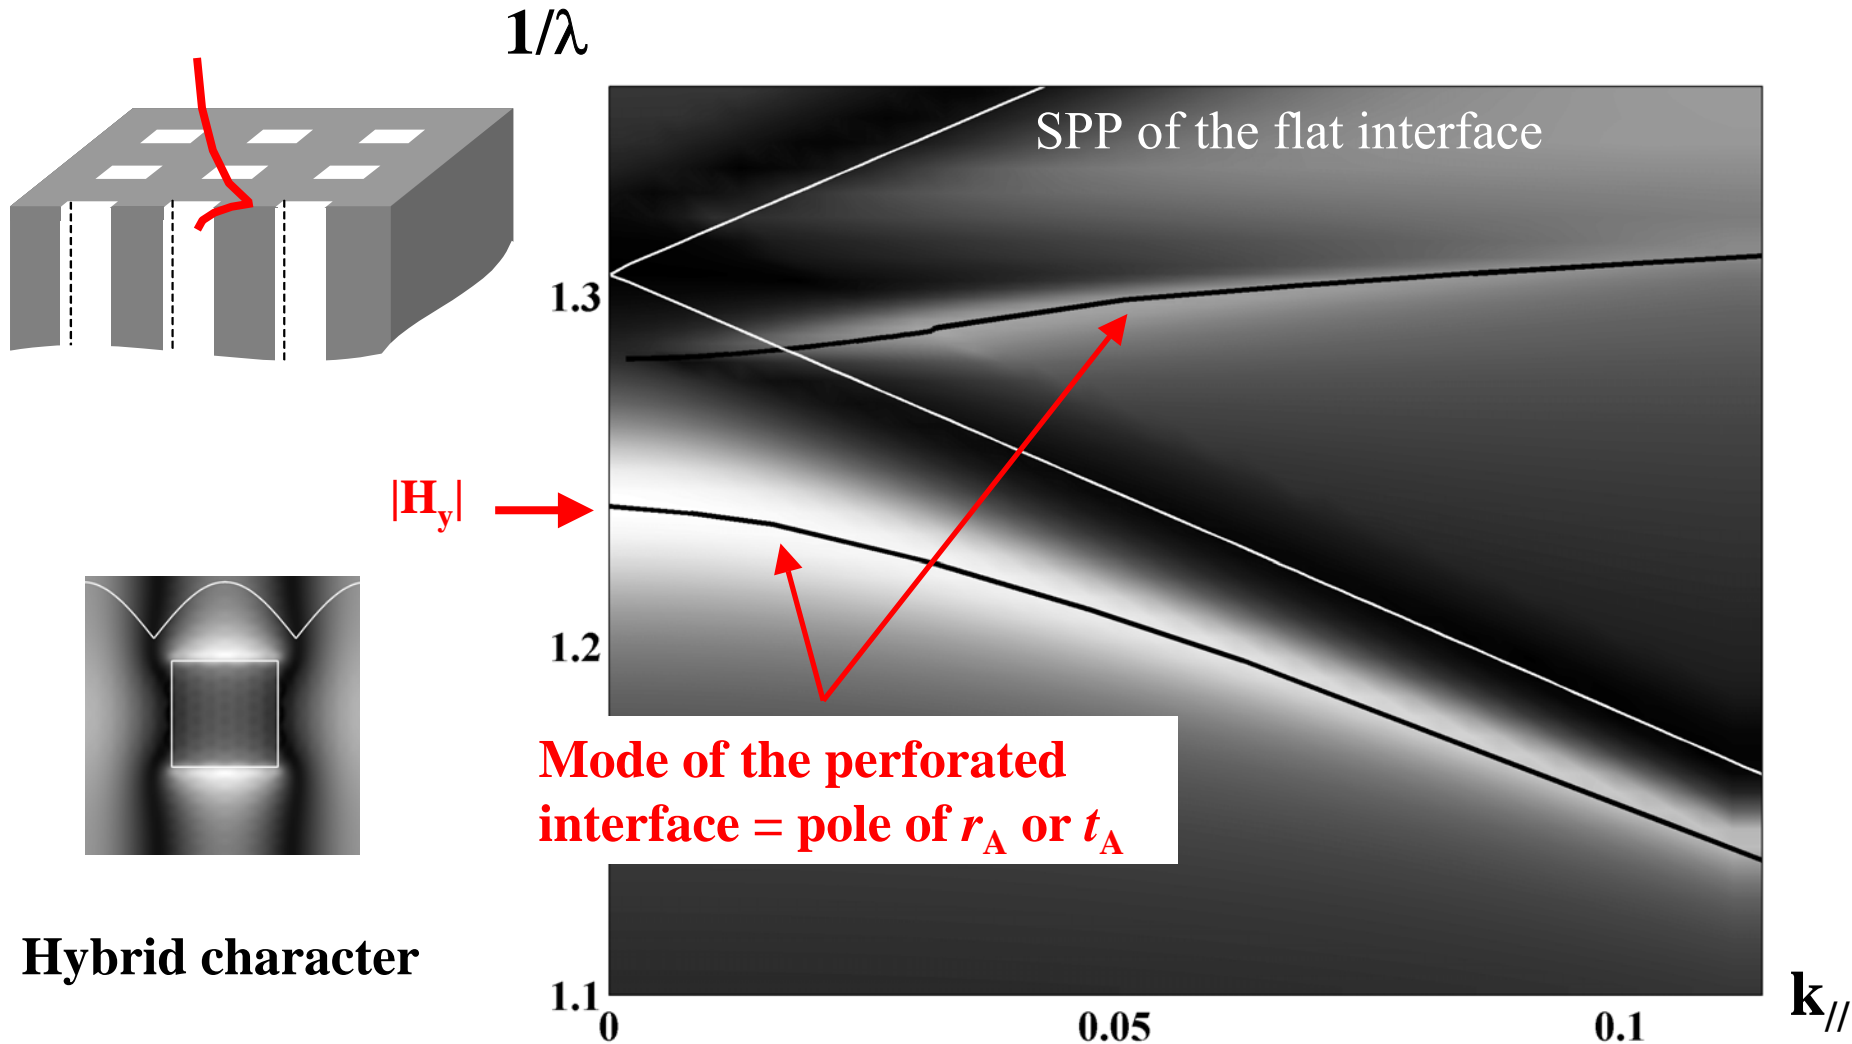 1/λ
SPP of the flat interface
1.3
|Hy|
1.2
Mode of the perforated
interface = pole of rA or tA
Hybrid character
1.1
0
0.05
0.1
k//